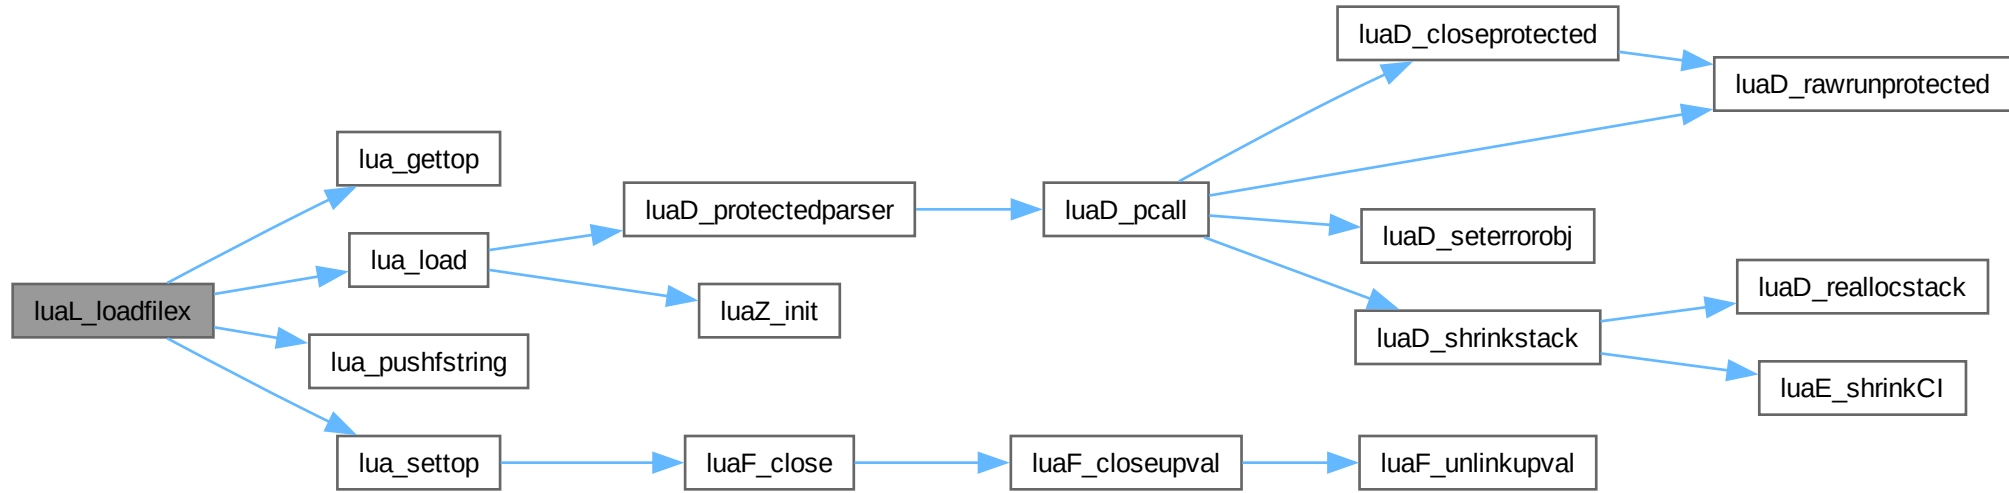 luaL_loadfilex
lua_gettop
lua_load
lua_pushfstring
lua_settop
luaD_protectedparser
luaZ_init
luaF_close
luaD_pcall
luaF_closeupval
luaD_closeprotected
luaD_seterrorobj
luaD_shrinkstack
luaF_unlinkupval
luaD_rawrunprotected
luaD_reallocstack
luaE_shrinkCI